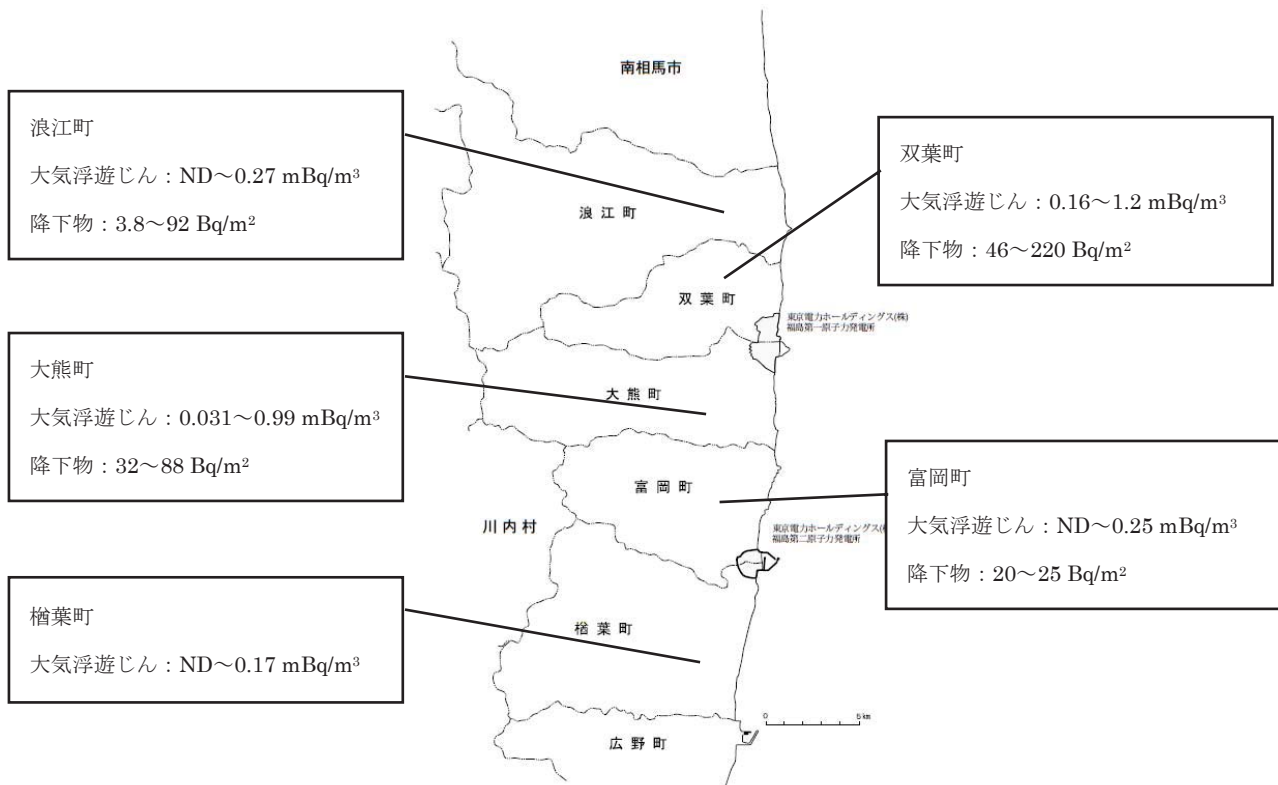 南相馬市
浪江町
大気浮遊じん：ND～0.27 mBq/m³
降下物：3.8～92 Bq/m²
双葉町
大気浮遊じん：0.16～1.2 mBq/m³
降下物：46～220 Bq/m²
浪江町
双葉町
東京電力ホールディングス(株)
福島第一原子力発電所
大熊町
大気浮遊じん：0.031～0.99 mBq/m³
降下物：32～88 Bq/m²
大熊町
富岡町
富岡町
大気浮遊じん：ND～0.25 mBq/m³
降下物：20～25 Bq/m²
川内村
東京電力ホールディングス(
福島第二原子力発電所
楢葉町
大気浮遊じん：ND～0.17 mBq/m³
楢葉町
0 5km
広野町